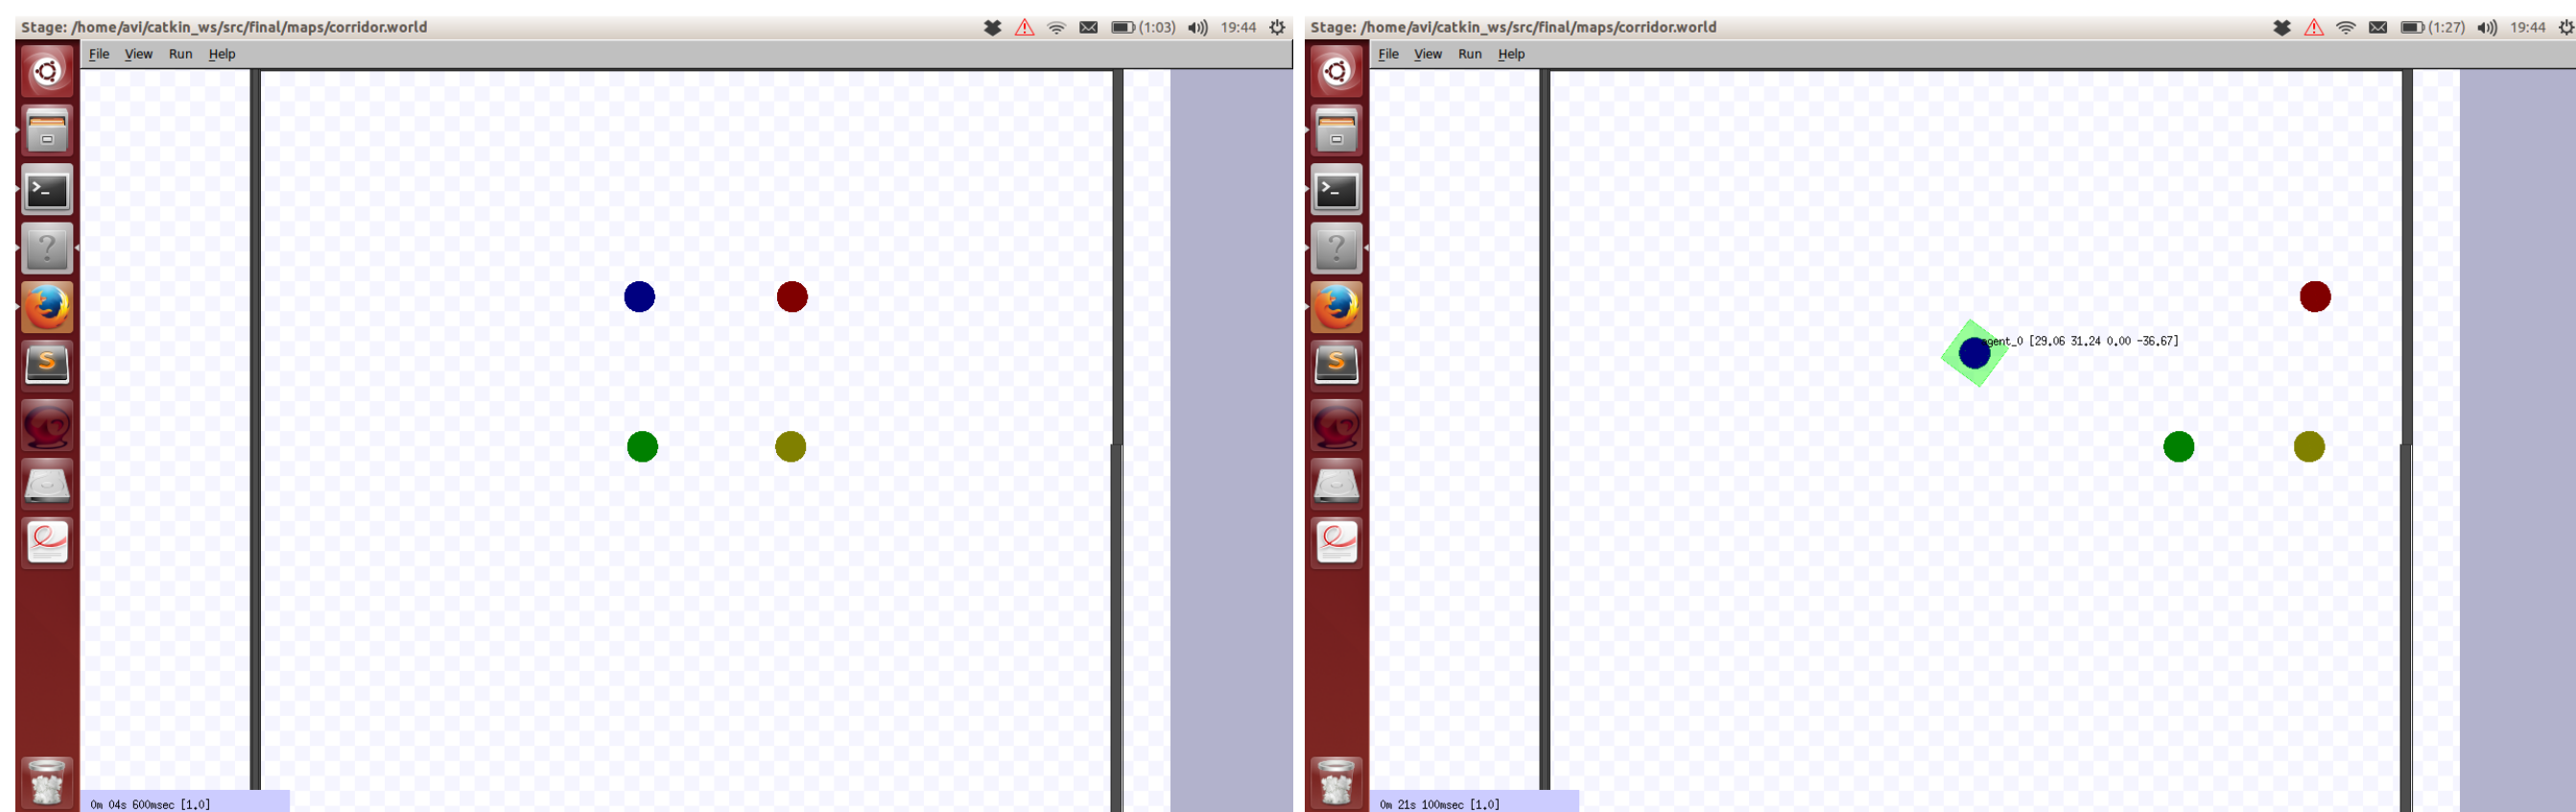 Stage: /home/avi/catkin_ws/src/final/maps/corridor.world (1:03) 19:44
File View Run Help
>_
?
S
0m 04s 600msec [1.0]
Stage: /home/avi/catkin_ws/src/final/maps/corridor.world (1:27) 19:44
File View Run Help
>_
?
S
agent_0 [29.06 31.24 0.00 -36.67]
0m 21s 100msec [1.0]